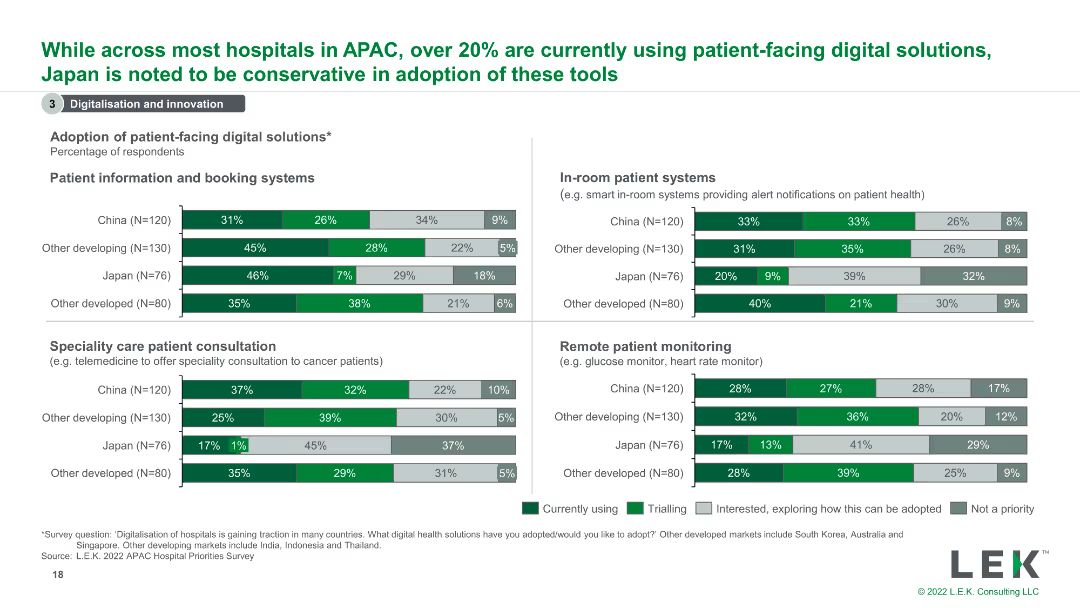 While across most hospitals in APAC, over 20% are currently using patient-facing digital solutions,
Japan is noted to be conservative in adoption of these tools
3 Digitalisation and innovation
Adoption of patient-facing digital solutions*
Percentage of respondents
Patient information and booking systems
China (N=120) 31% 26% 34% 9%
Other developing (N=130) 45% 28% 22% 5%
Japan (N=76) 46% 7% 29% 18%
Other developed (N=80) 35% 38% 21% 6%
In-room patient systems
(e.g. smart in-room systems providing alert notifications on patient health)
China (N=120) 33% 33% 26% 8%
Other developing (N=130) 31% 35% 26% 8%
Japan (N=76) 20% 9% 39% 32%
Other developed (N=80) 40% 21% 30% 9%
Speciality care patient consultation
(e.g. telemedicine to offer speciality consultation to cancer patients)
China (N=120) 37% 32% 22% 10%
Other developing (N=130) 25% 39% 30% 5%
Japan (N=76) 17% 1% 45% 37%
Other developed (N=80) 35% 29% 31% 5%
Remote patient monitoring
(e.g. glucose monitor, heart rate monitor)
China (N=120) 28% 27% 28% 17%
Other developing (N=130) 32% 36% 20% 12%
Japan (N=76) 17% 13% 41% 29%
Other developed (N=80) 28% 39% 25% 9%
Currently using Trialling Interested, exploring how this can be adopted Not a priority
*Survey question: 'Digitalisation of hospitals is gaining traction in many countries. What digital health solutions have you adopted/would you like to adopt?' Other developed markets include South Korea, Australia and
Singapore. Other developing markets include India, Indonesia and Thailand.
Source: L.E.K. 2022 APAC Hospital Priorities Survey
18
LEK™
© 2022 L.E.K. Consulting LLC